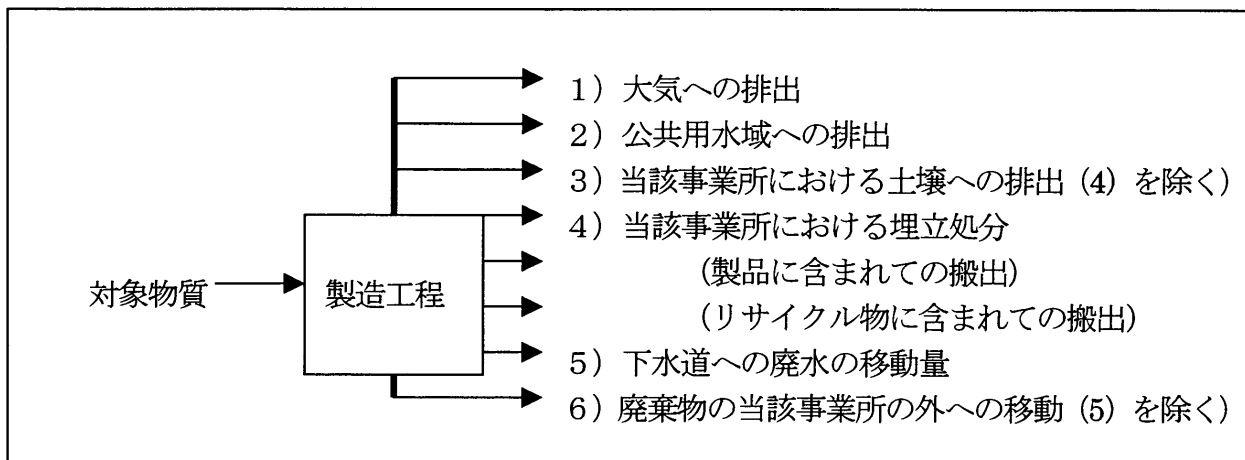 1）大気への排出
2）公共用水域への排出
3）当該事業所における土壌への排出（4）を除く）
4）当該事業所における埋立処分
（製品に含まれての搬出）
対象物質
製造工程
（リサイクル物に含まれての搬出）
5）下水道への廃水の移動量
6）廃棄物の当該事業所の外への移動（5）を除く）